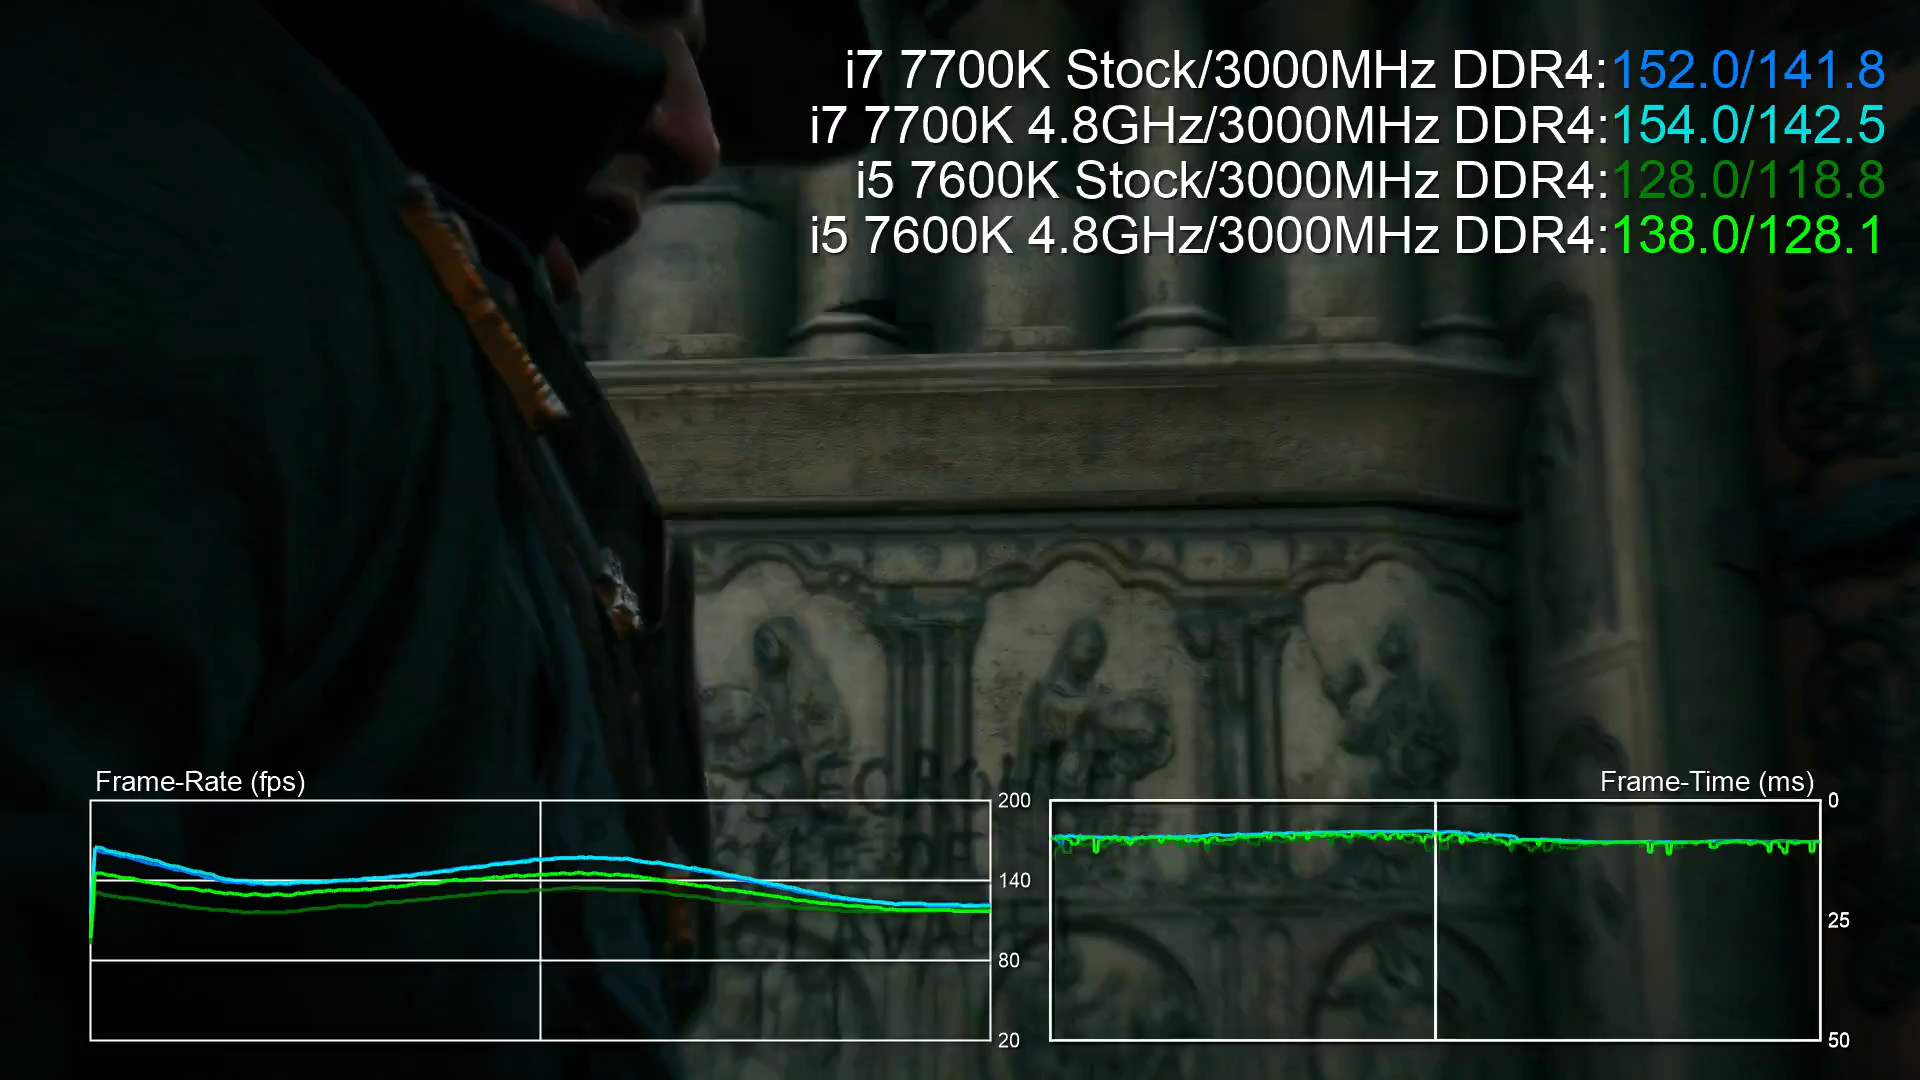 i7 7700K Stock/3000MHz DDR4:152.0/141.8
i7 7700K 4.8GHz/3000MHz DDR4:154.0/142.5
i5 7600K Stock/3000MHz DDR4:128.0/118.8
i5 7600K 4.8GHz/3000MHz DDR4:138.0/128.1
Frame-Rate (fps)
200
140
80
20
Frame-Time (ms)
0
25
50